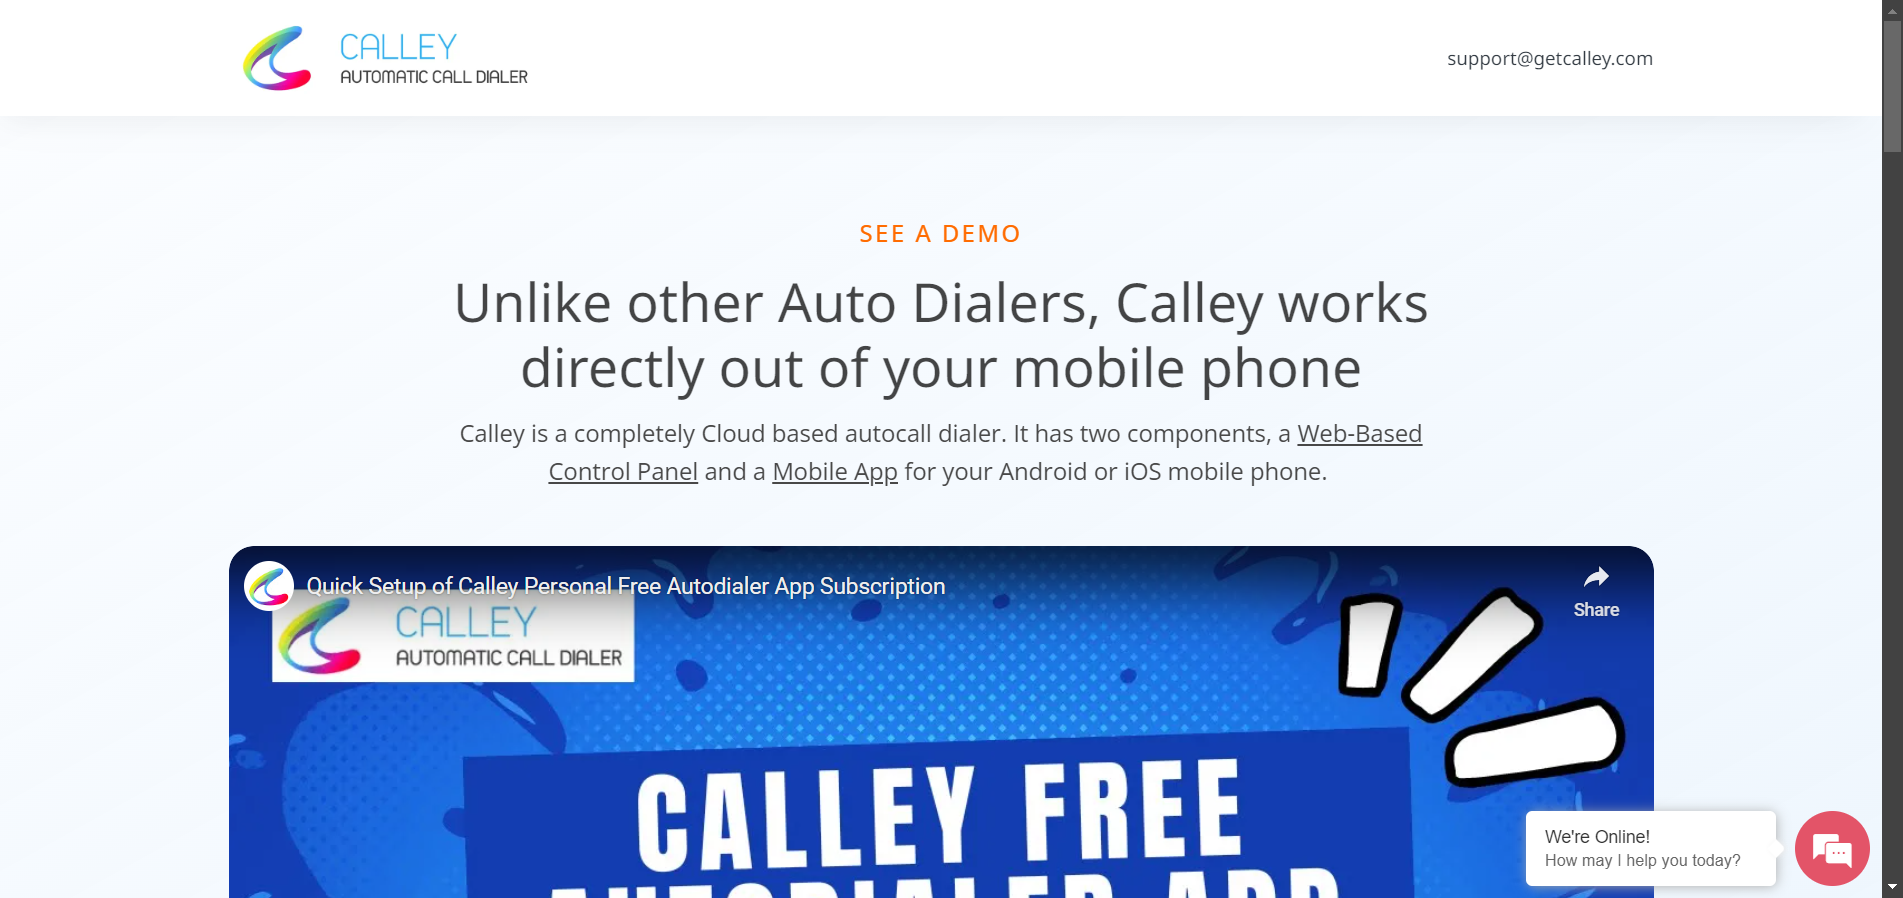 CALLEY
AUTOMATIC CALL DIALER
support@getcalley.com
SEE A DEMO
Unlike other Auto Dialers, Calley works
directly out of your mobile phone
Calley is a completely Cloud based autocall dialer. It has two components, a Web-Based
Control Panel and a Mobile App for your Android or iOS mobile phone.
Quick Setup of Calley Personal Free Autodialer App Subscription
Share
CALLEY
AUTOMATIC CALL DIALER
CALLEY FREE
AUTODIALER APP
We're Online!
How may I help you today?